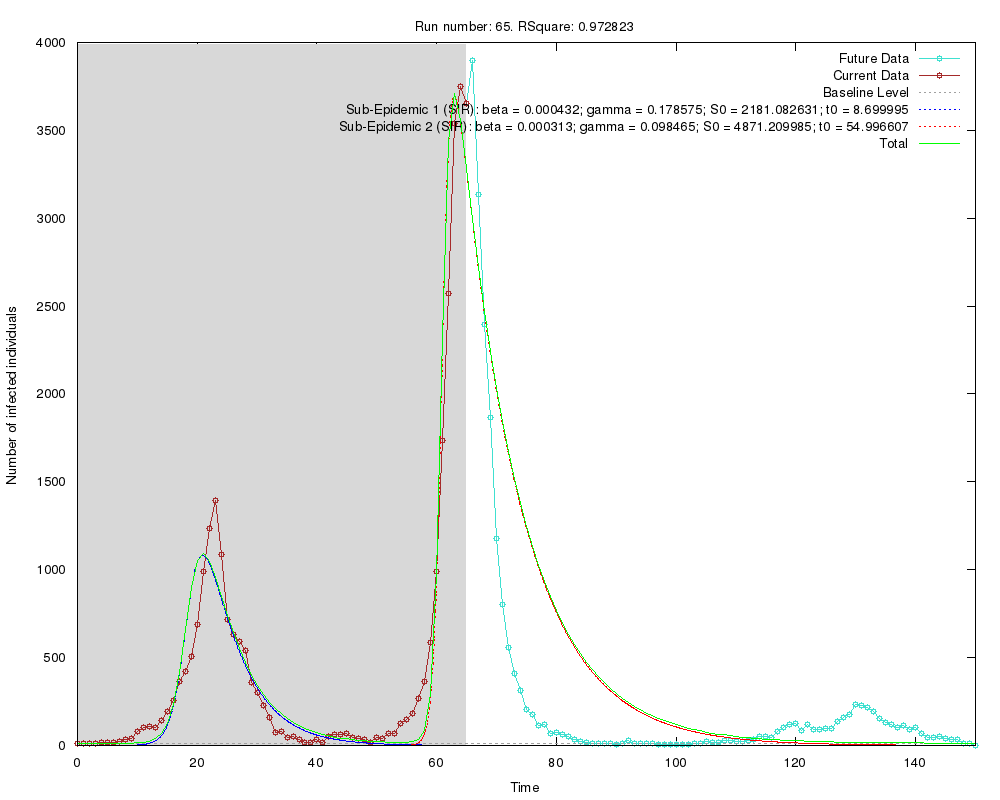 Run number: 65. RSquare: 0.972823
Future Data
Current Data
Baseline Level
Sub-Epidemic 1 (SIR): beta = 0.000432; gamma = 0.178575; S0 = 2181.082631; t0 = 8.699995
Sub-Epidemic 2 (SIR): beta = 0.000313; gamma = 0.098465; S0 = 4871.209985; t0 = 54.996607
Total
Number of infected individuals
4000
3500
3000
2500
2000
1500
1000
500
0
0 20 40 60 80 100 120 140
Time